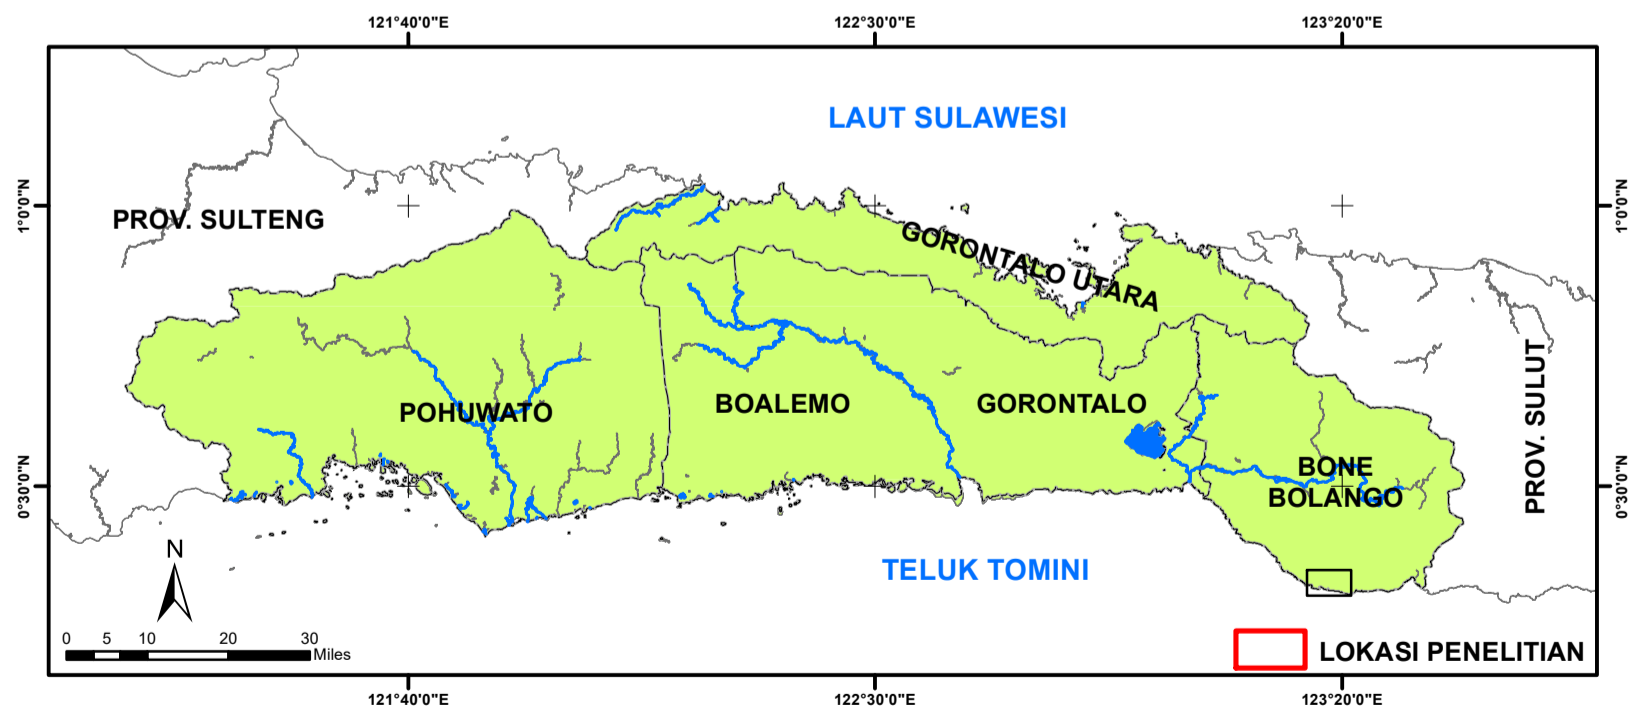 121°40'0"E 122°30'0"E 123°20'0"E
LAUT SULAWESI
1°0'0"N
1°0'0"N
PROV. SULTENG
GORONTALO UTARA
PROV. SULUT
POHUWATO
BOALEMO
GORONTALO
BONE
BOLANGO
0°30'0"N
0°30'0"N
N
TELUK TOMINI
0 5 10 20 30
Miles
LOKASI PENELITIAN
121°40'0"E 122°30'0"E 123°20'0"E